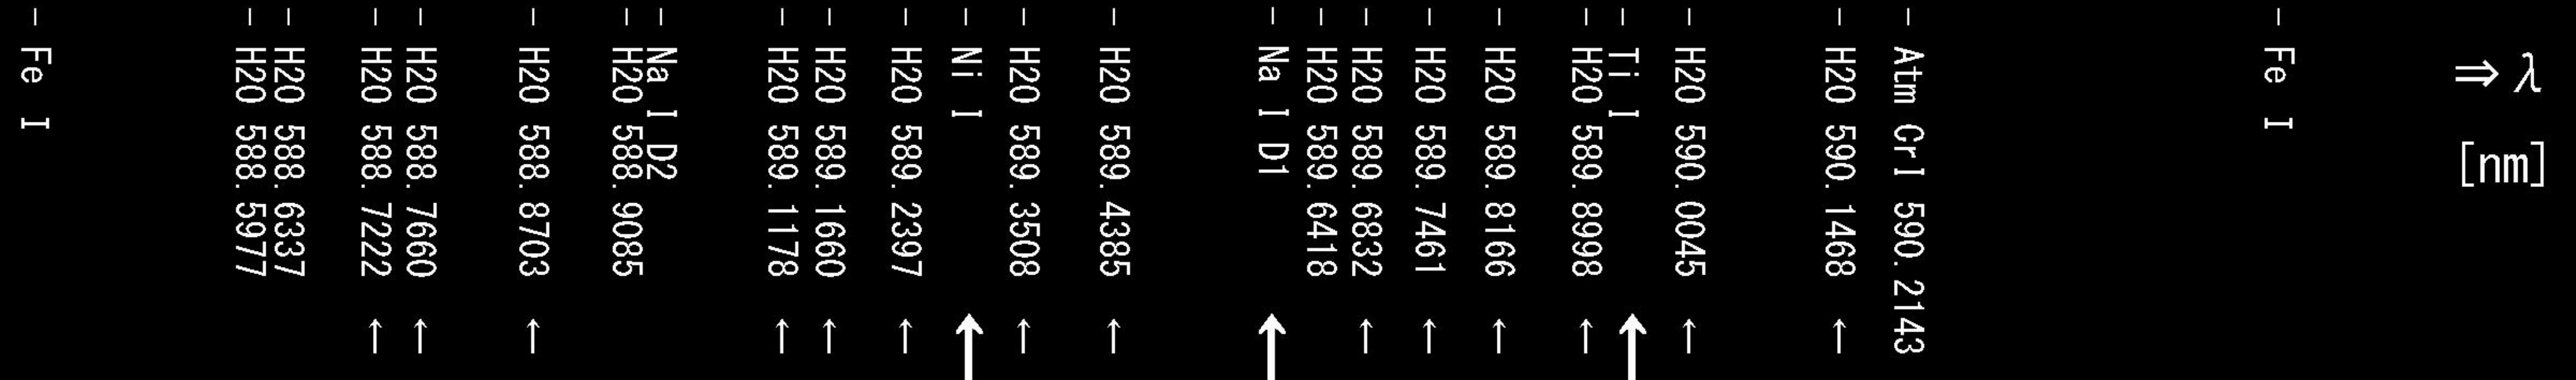 - Fe I
- H2O 588.5977
- H2O 588.6337
- H2O 588.7222 ←
- H2O 588.7660 ←
- H2O 588.8703 ←
- H2O 588.9085
- Na I D2
- H2O 589.1178 ←
- H2O 589.1660 ←
- H2O 589.2397 ←
- Ni I ←
- H2O 589.3508 ←
- H2O 589.4385 ←
- Na I D1 ←
- H2O 589.6418
- H2O 589.6832 ←
- H2O 589.7461 ←
- H2O 589.8166 ←
- H2O 589.8998 ←
- Ti I ←
- H2O 590.0045 ←
- H2O 590.1468 ←
- Atm CrI 590.2143
- Fe I
⇒ λ
[nm]